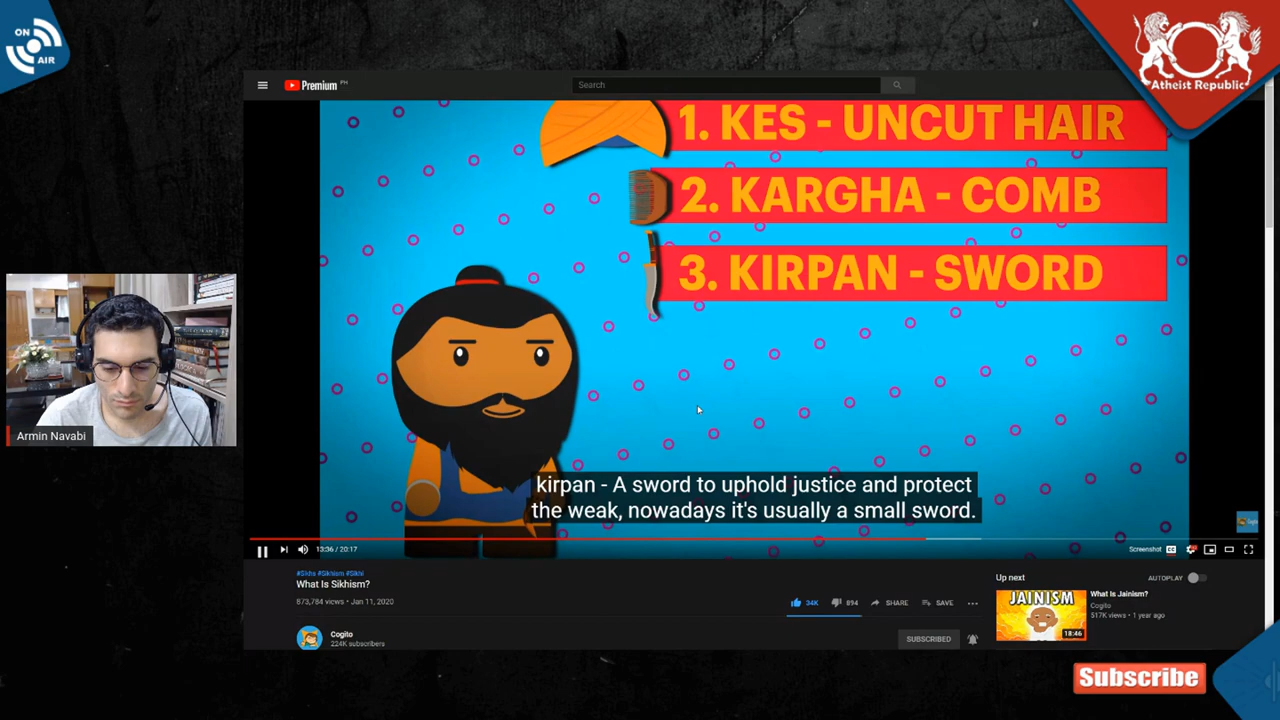 ON
AIR
Atheist Republic
Premium PH
Search
1. KES - UNCUT HAIR
2. KARGHA - COMB
3. KIRPAN - SWORD
Armin Navabi
kirpan - A sword to uphold justice and protect
the weak, nowadays it's usually a small sword.
13:36 / 20:17
Screenshot
#Sikhs #Sikhism #Sikhi
What Is Sikhism?
873,784 views • Jan 11, 2020
34K
894
SHARE
SAVE
Cogito
224K subscribers
SUBSCRIBED
Up next
AUTOPLAY
JAINISM
18:46
What Is Jainism?
Cogito
517K views • 1 year ago
Subscribe